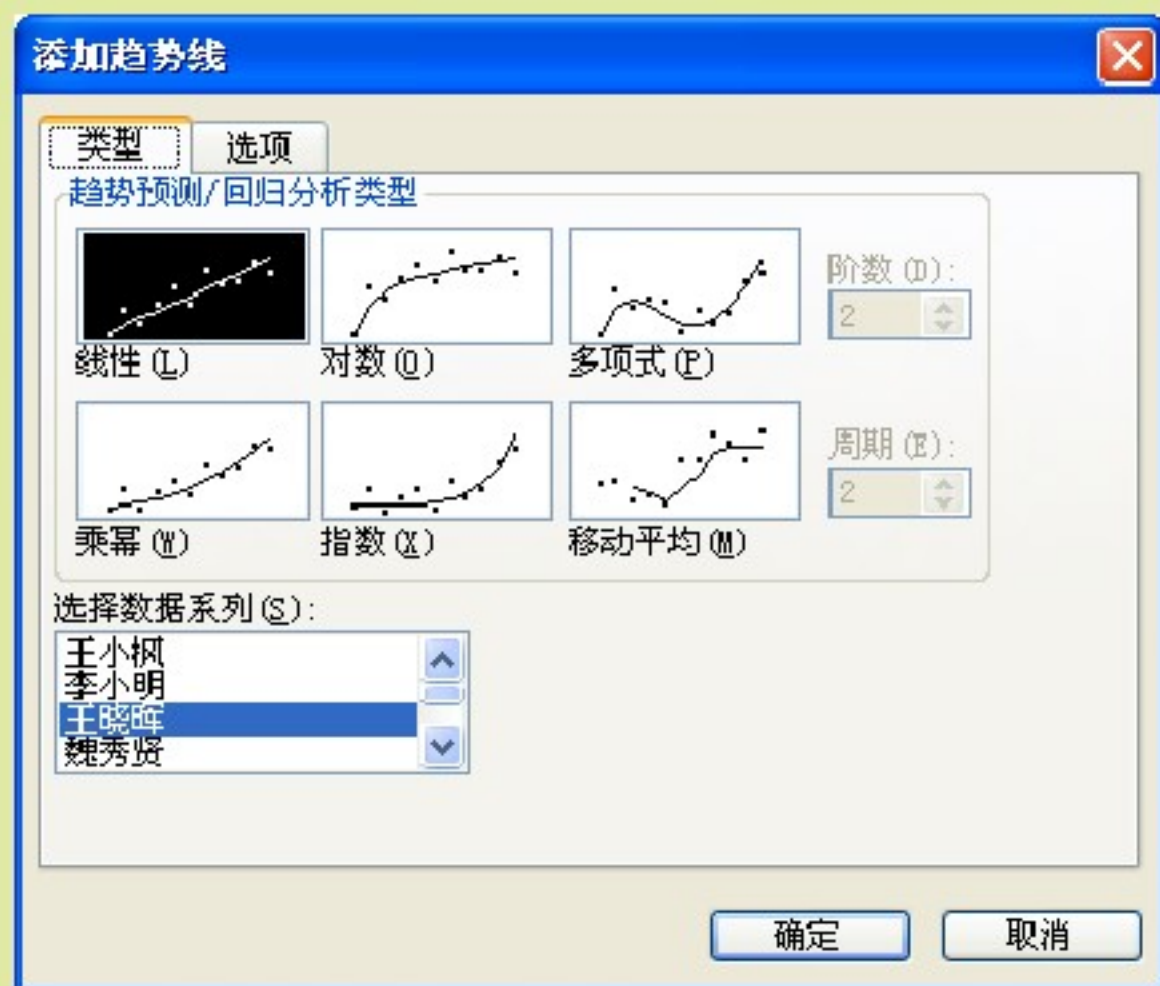 添加趋势线
类型 选项
趋势预测/回归分析类型
线性(L) 对数(O) 多项式(P) 阶数(D):
2
乘幂(W) 指数(X) 移动平均(M) 周期(E):
2
选择数据系列(S):
王小枫
李小明
王晓晖
魏秀贤
确定 取消